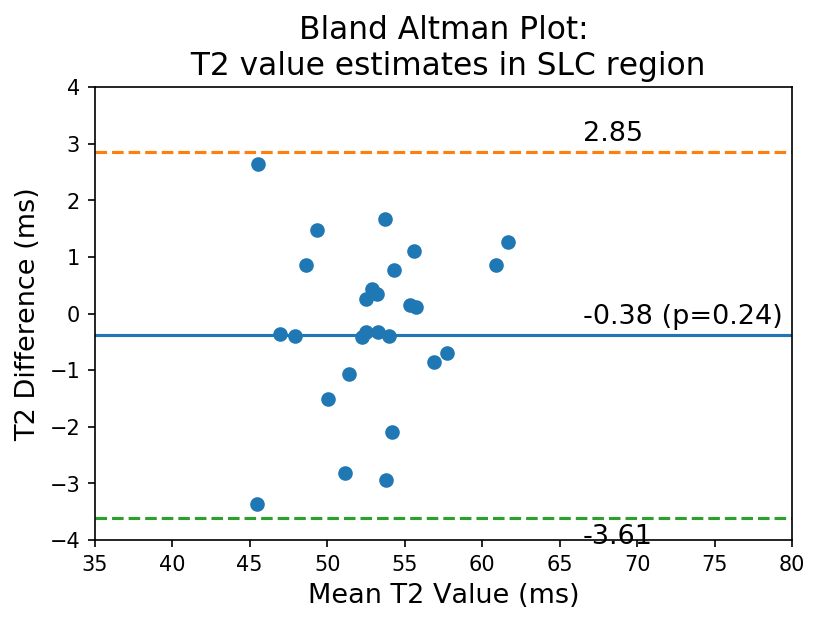 Bland Altman Plot:
T2 value estimates in SLC region
4
3
2
1
0
−1
−2
−3
−4
T2 Difference (ms)
2.85
-0.38 (p=0.24)
-3.61
35 40 45 50 55 60 65 70 75 80
Mean T2 Value (ms)